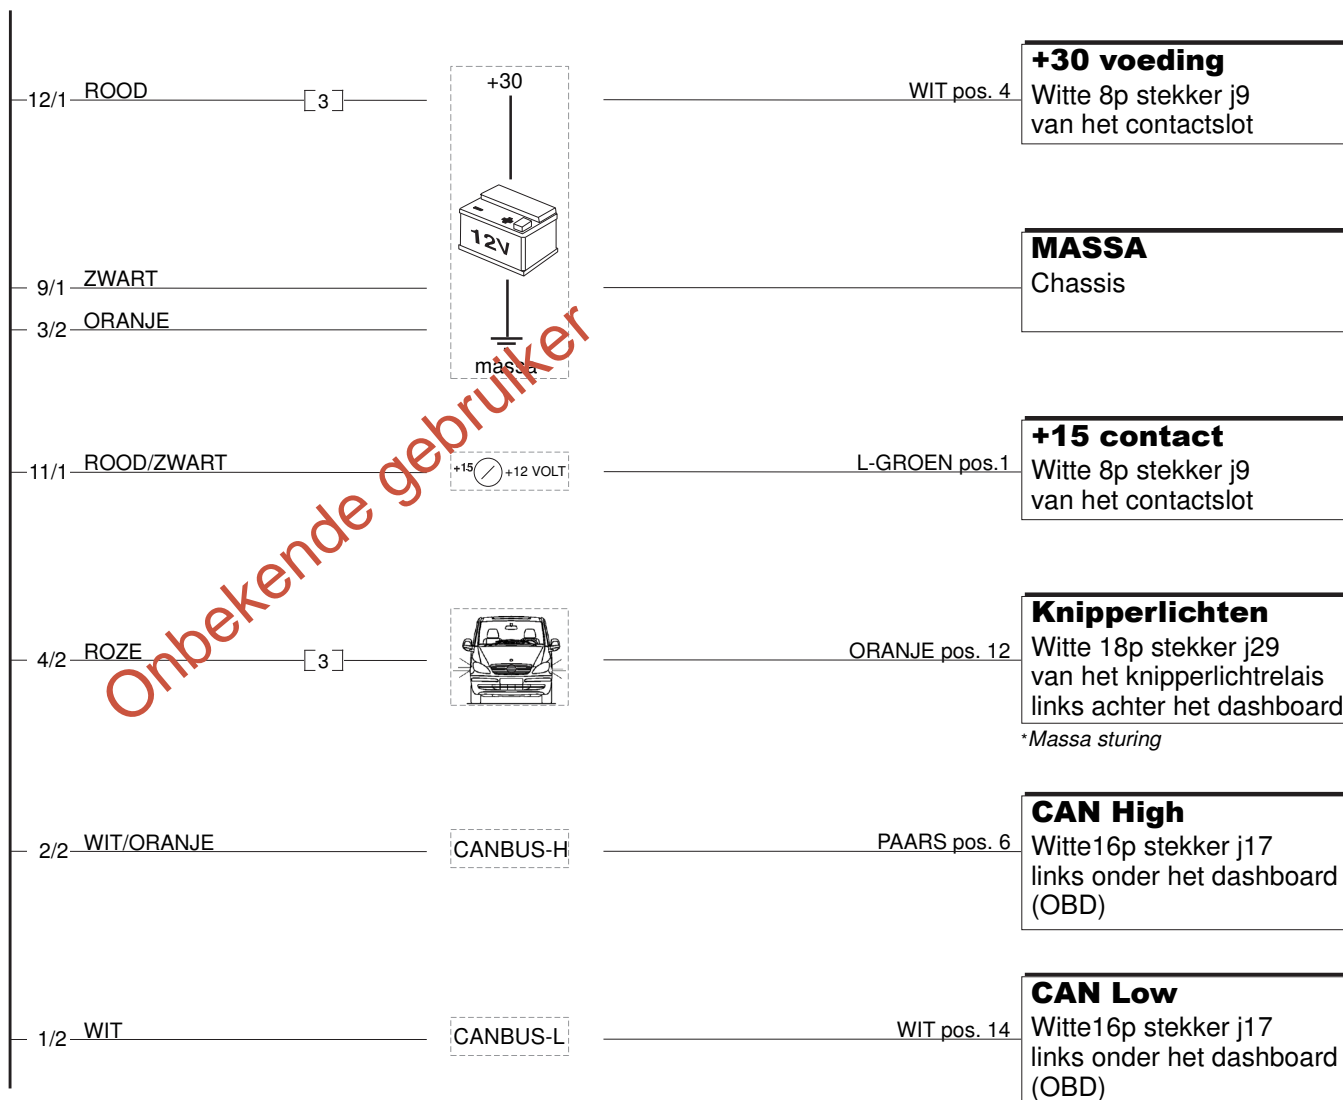 12/1 ROOD [3] +30 WIT pos. 4
+30 voeding
Witte 8p stekker j9
van het contactslot
12V
9/1 ZWART
3/2 ORANJE
massa
MASSA
Chassis
11/1 ROOD/ZWART +15 +12 VOLT L-GROEN pos.1
+15 contact
Witte 8p stekker j9
van het contactslot
Onbekende gebruiker
4/2 ROZE [3] ORANJE pos. 12
Knipperlichten
Witte 18p stekker j29
van het knipperlichtrelais
links achter het dashboard
*Massa sturing
2/2 WIT/ORANJE CANBUS-H PAARS pos. 6
CAN High
Witte16p stekker j17
links onder het dashboard
(OBD)
1/2 WIT CANBUS-L WIT pos. 14
CAN Low
Witte16p stekker j17
links onder het dashboard
(OBD)